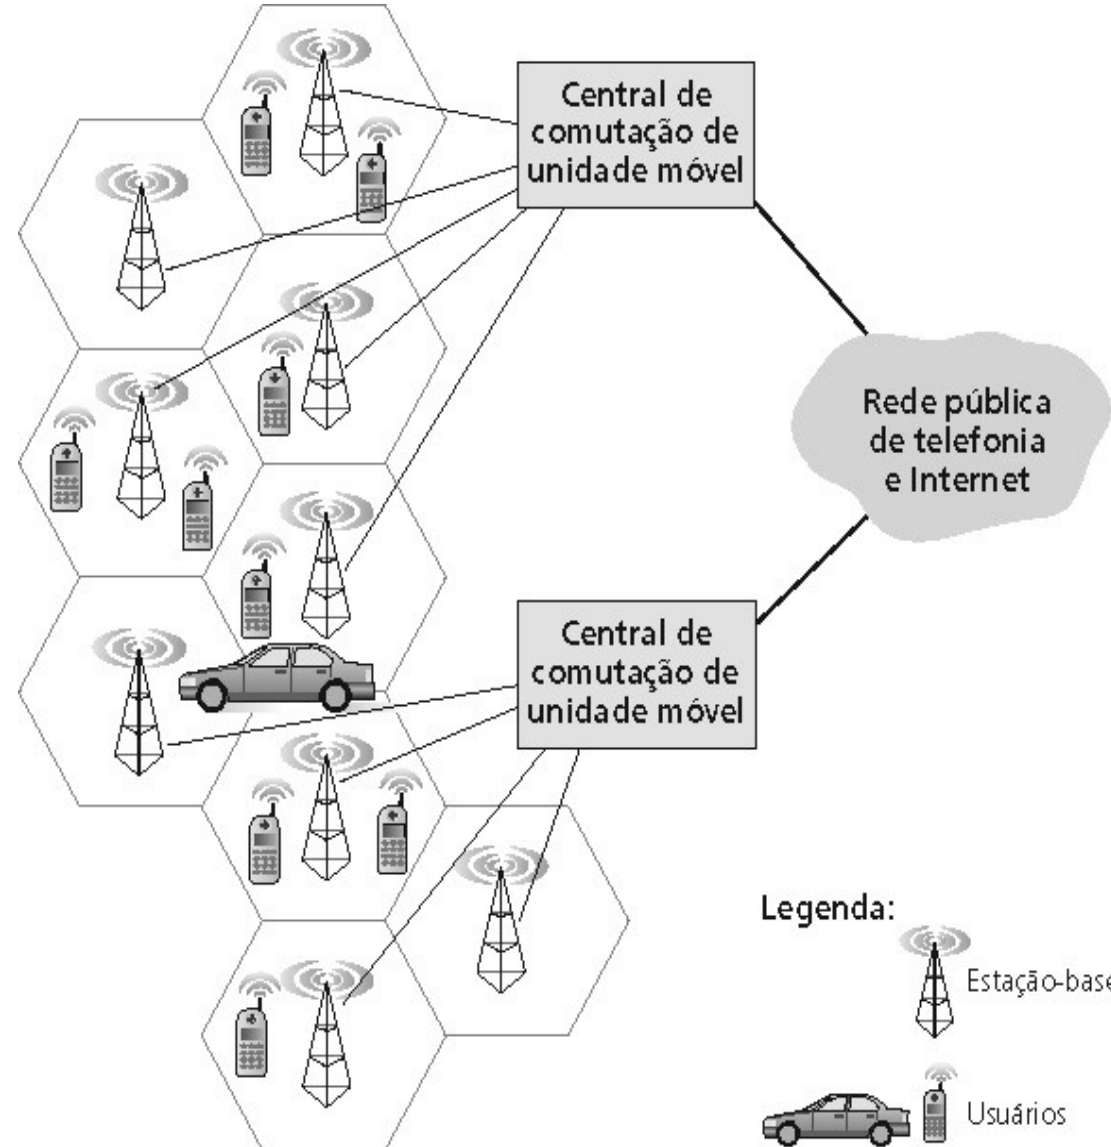 Central de
comutação de
unidade móvel
Rede pública
de telefonia
e Internet
Central de
comutação de
unidade móvel
Legenda:
Estação-base
Usuários